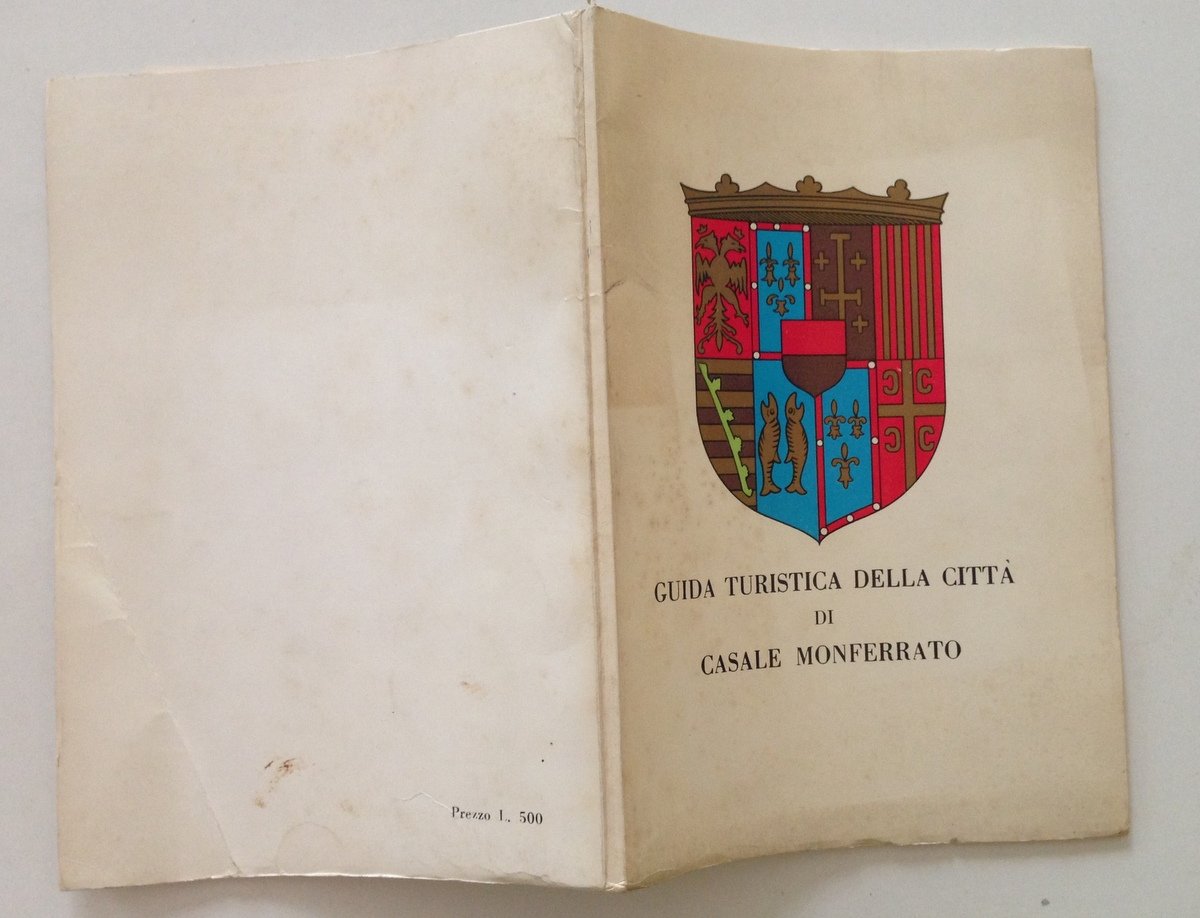 GUIDA TURISTICA DELLA CITTÀ
DI
CASALE MONFERRATO
Prezzo L. 500